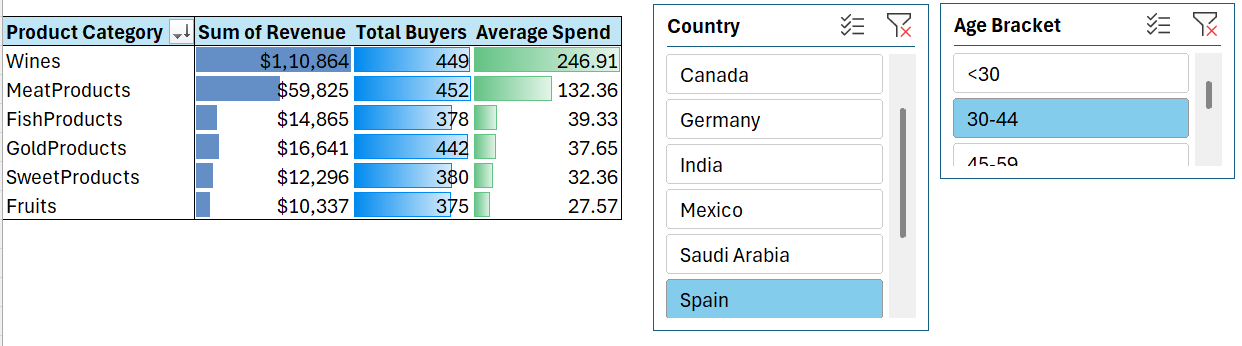 Product Category Sum of Revenue Total Buyers Average Spend
Wines $1,10,864 449 246.91
MeatProducts $59,825 452 132.36
FishProducts $14,865 378 39.33
GoldProducts $16,641 442 37.65
SweetProducts $12,296 380 32.36
Fruits $10,337 375 27.57
Country
Canada
Germany
India
Mexico
Saudi Arabia
Spain
Age Bracket
<30
30-44
45-59